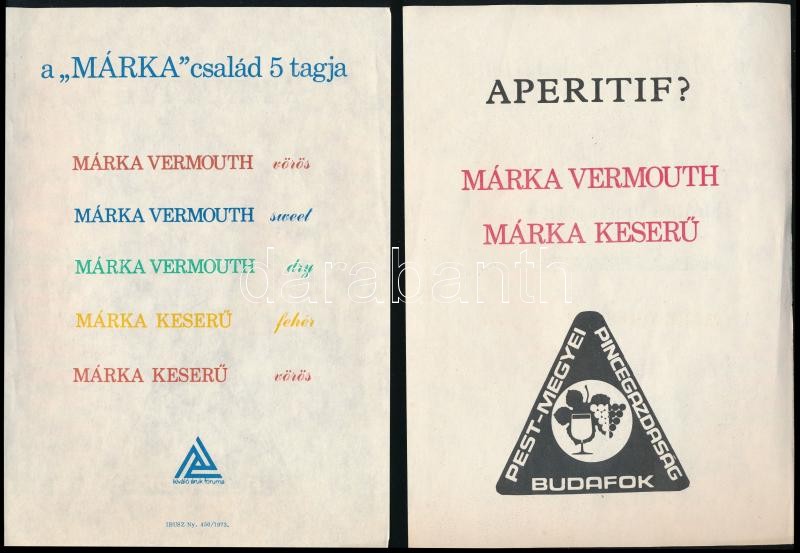 a „MÁRKA” család 5 tagja
MÁRKA VERMOUTH vörös
MÁRKA VERMOUTH sweet
MÁRKA VERMOUTH dry
MÁRKA KESERŰ fehér
MÁRKA KESERŰ vörös
kiváló áruk fóruma
IBUSZ Ny. 450/1973.
APERITIF?
MÁRKA VERMOUTH
MÁRKA KESERŰ
PEST-MEGYEI
PINCEGAZDASÁG
BUDAFOK
darabanth